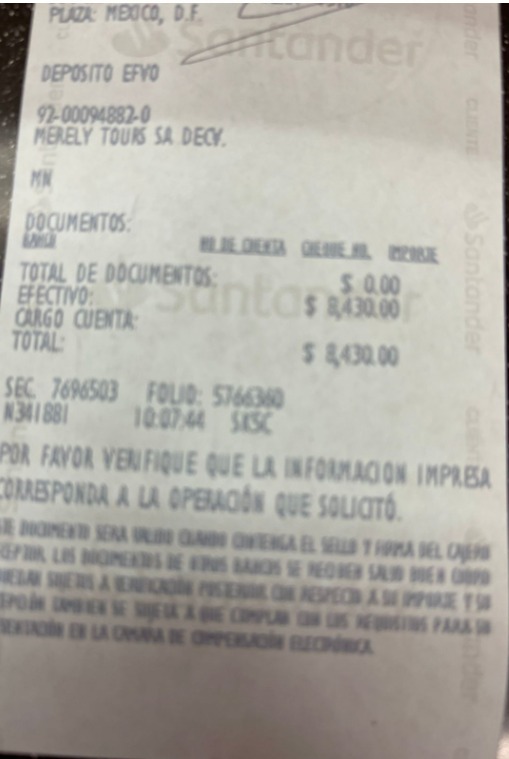 PLAZA: MEXICO, D.F.
Santander
DEPOSITO EFVO
92-00094882-0
MERELY TOURS SA DECV.
MN
DOCUMENTOS:
BANCO NO.DE CUENTA CHEQUE NO. IMPORTE
TOTAL DE DOCUMENTOS: $ 0.00
EFECTIVO: $ 8,430.00
CARGO CUENTA:
TOTAL: $ 8,430.00
SEC. 7696503 FOLIO: 5766360
N341881 10:07:44 SKSC
POR FAVOR VERIFIQUE QUE LA INFORMACION IMPRESA
CORRESPONDA A LA OPERACIÓN QUE SOLICITÓ.
DOCUMENTO SERA VALIDO CUANDO CONTENGA EL SELLO Y FIRMA DEL CAJERO
LOS DOCUMENTOS DE OTROS BANCOS SE RECIBEN SALVO BUEN COBRO
SUJETOS A VERIFICACIÓN POSTERIOR CON RESPECTO A SU IMPORTE Y SU
TAMBIEN SE SUJETA A QUE CUMPLAN CON LOS REQUISITOS PARA SU
EN LA CAMARA DE COMPENSACIÓN ELECTRÓNICA.